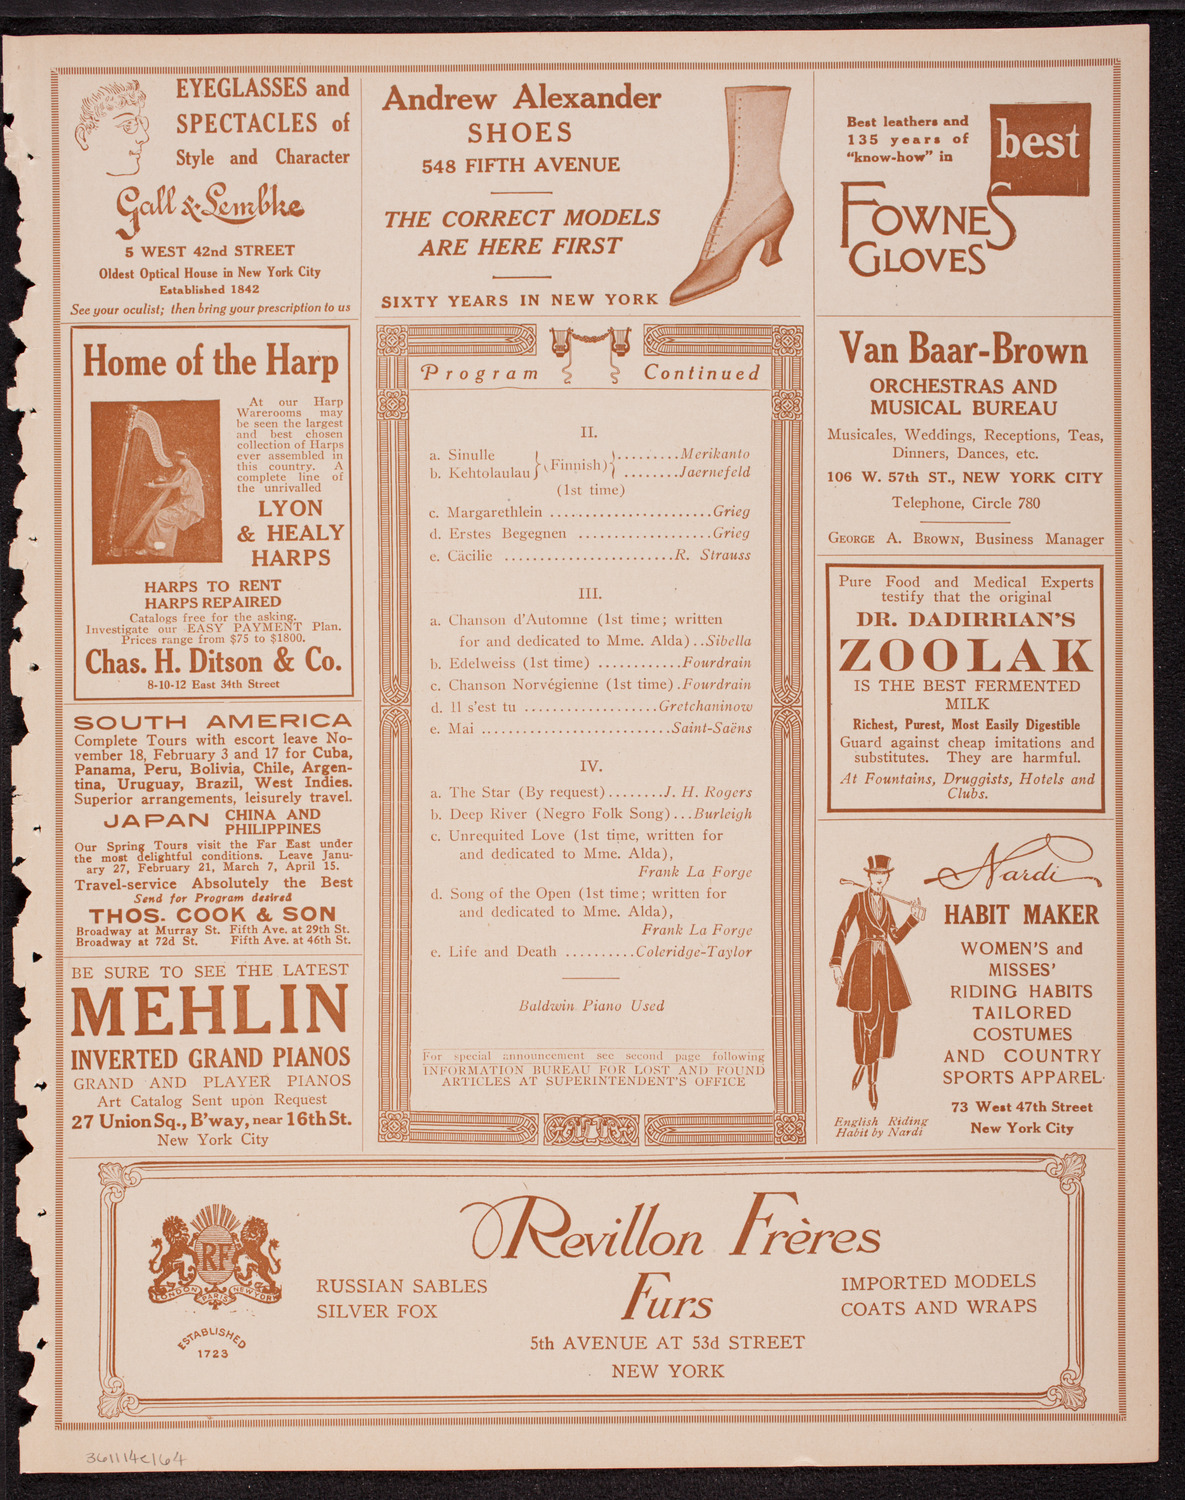 EYEGLASSES and
SPECTACLES of
Style and Character
Gall & Lembke
5 WEST 42nd STREET
Oldest Optical House in New York City
Established 1842
See your oculist; then bring your prescription to us
Andrew Alexander
SHOES
548 FIFTH AVENUE
THE CORRECT MODELS
ARE HERE FIRST
SIXTY YEARS IN NEW YORK
Best leathers and
135 years of
“know-how” in
best
FOWNES
GLOVES
Home of the Harp
At our Harp
Warerooms may
be seen the largest
and best chosen
collection of Harps
ever assembled in
this country. A
complete line of
the unrivalled
LYON
& HEALY
HARPS
HARPS TO RENT
HARPS REPAIRED
Catalogs free for the asking.
Investigate our EASY PAYMENT Plan.
Prices range from $75 to $1800.
Chas. H. Ditson & Co.
8-10-12 East 34th Street
SOUTH AMERICA
Complete Tours with escort leave No-
vember 18, February 3 and 17 for Cuba,
Panama, Peru, Bolivia, Chile, Argen-
tina, Uruguay, Brazil, West Indies.
Superior arrangements, leisurely travel.
JAPAN CHINA AND
PHILIPPINES
Our Spring Tours visit the Far East under
the most delightful conditions. Leave Janu-
ary 27, February 21, March 7, April 15.
Travel-service Absolutely the Best
Send for Program desired
THOS. COOK & SON
Broadway at Murray St. Fifth Ave. at 29th St.
Broadway at 72d St. Fifth Ave. at 46th St.
BE SURE TO SEE THE LATEST
MEHLIN
INVERTED GRAND PIANOS
GRAND AND PLAYER PIANOS
Art Catalog Sent upon Request
27 Union Sq., B'way, near 16th St.
New York City
Program Continued
II.
a. Sinulle } (Finnish) { .........Merikanto
b. Kehtolaulau } { ........Jaernefeld
(1st time)
c. Margarethlein .......................Grieg
d. Erstes Begegnen ...................Grieg
e. Cäcilie ........................R. Strauss
III.
a. Chanson d'Automne (1st time; written
for and dedicated to Mme. Alda)..Sibella
b. Edelweiss (1st time) ............Fourdrain
c. Chanson Norvégienne (1st time).Fourdrain
d. Il s'est tu ...................Gretchaninow
e. Mai ...........................Saint-Saëns
IV.
a. The Star (By request)........J. H. Rogers
b. Deep River (Negro Folk Song)...Burleigh
c. Unrequited Love (1st time, written for
and dedicated to Mme. Alda),
Frank La Forge
d. Song of the Open (1st time; written for
and dedicated to Mme. Alda),
Frank La Forge
e. Life and Death ..........Coleridge-Taylor
Baldwin Piano Used
For special announcement see second page following
INFORMATION BUREAU FOR LOST AND FOUND
ARTICLES AT SUPERINTENDENT'S OFFICE
Van Baar-Brown
ORCHESTRAS AND
MUSICAL BUREAU
Musicales, Weddings, Receptions, Teas,
Dinners, Dances, etc.
106 W. 57th ST., NEW YORK CITY
Telephone, Circle 780
GEORGE A. BROWN, Business Manager
Pure Food and Medical Experts
testify that the original
DR. DADIRRIAN'S
ZOOLAK
IS THE BEST FERMENTED
MILK
Richest, Purest, Most Easily Digestible
Guard against cheap imitations and
substitutes. They are harmful.
At Fountains, Druggists, Hotels and
Clubs.
Nardi
HABIT MAKER
WOMEN'S and
MISSES'
RIDING HABITS
TAILORED
COSTUMES
AND COUNTRY
SPORTS APPAREL
73 West 47th Street
New York City
English Riding
Habit by Nardi
Revillon Frères
Furs
RUSSIAN SABLES
SILVER FOX
IMPORTED MODELS
COATS AND WRAPS
5th AVENUE AT 53d STREET
NEW YORK
RF
LONDON PARIS NEW YORK
ESTABLISHED
1723
361114e164